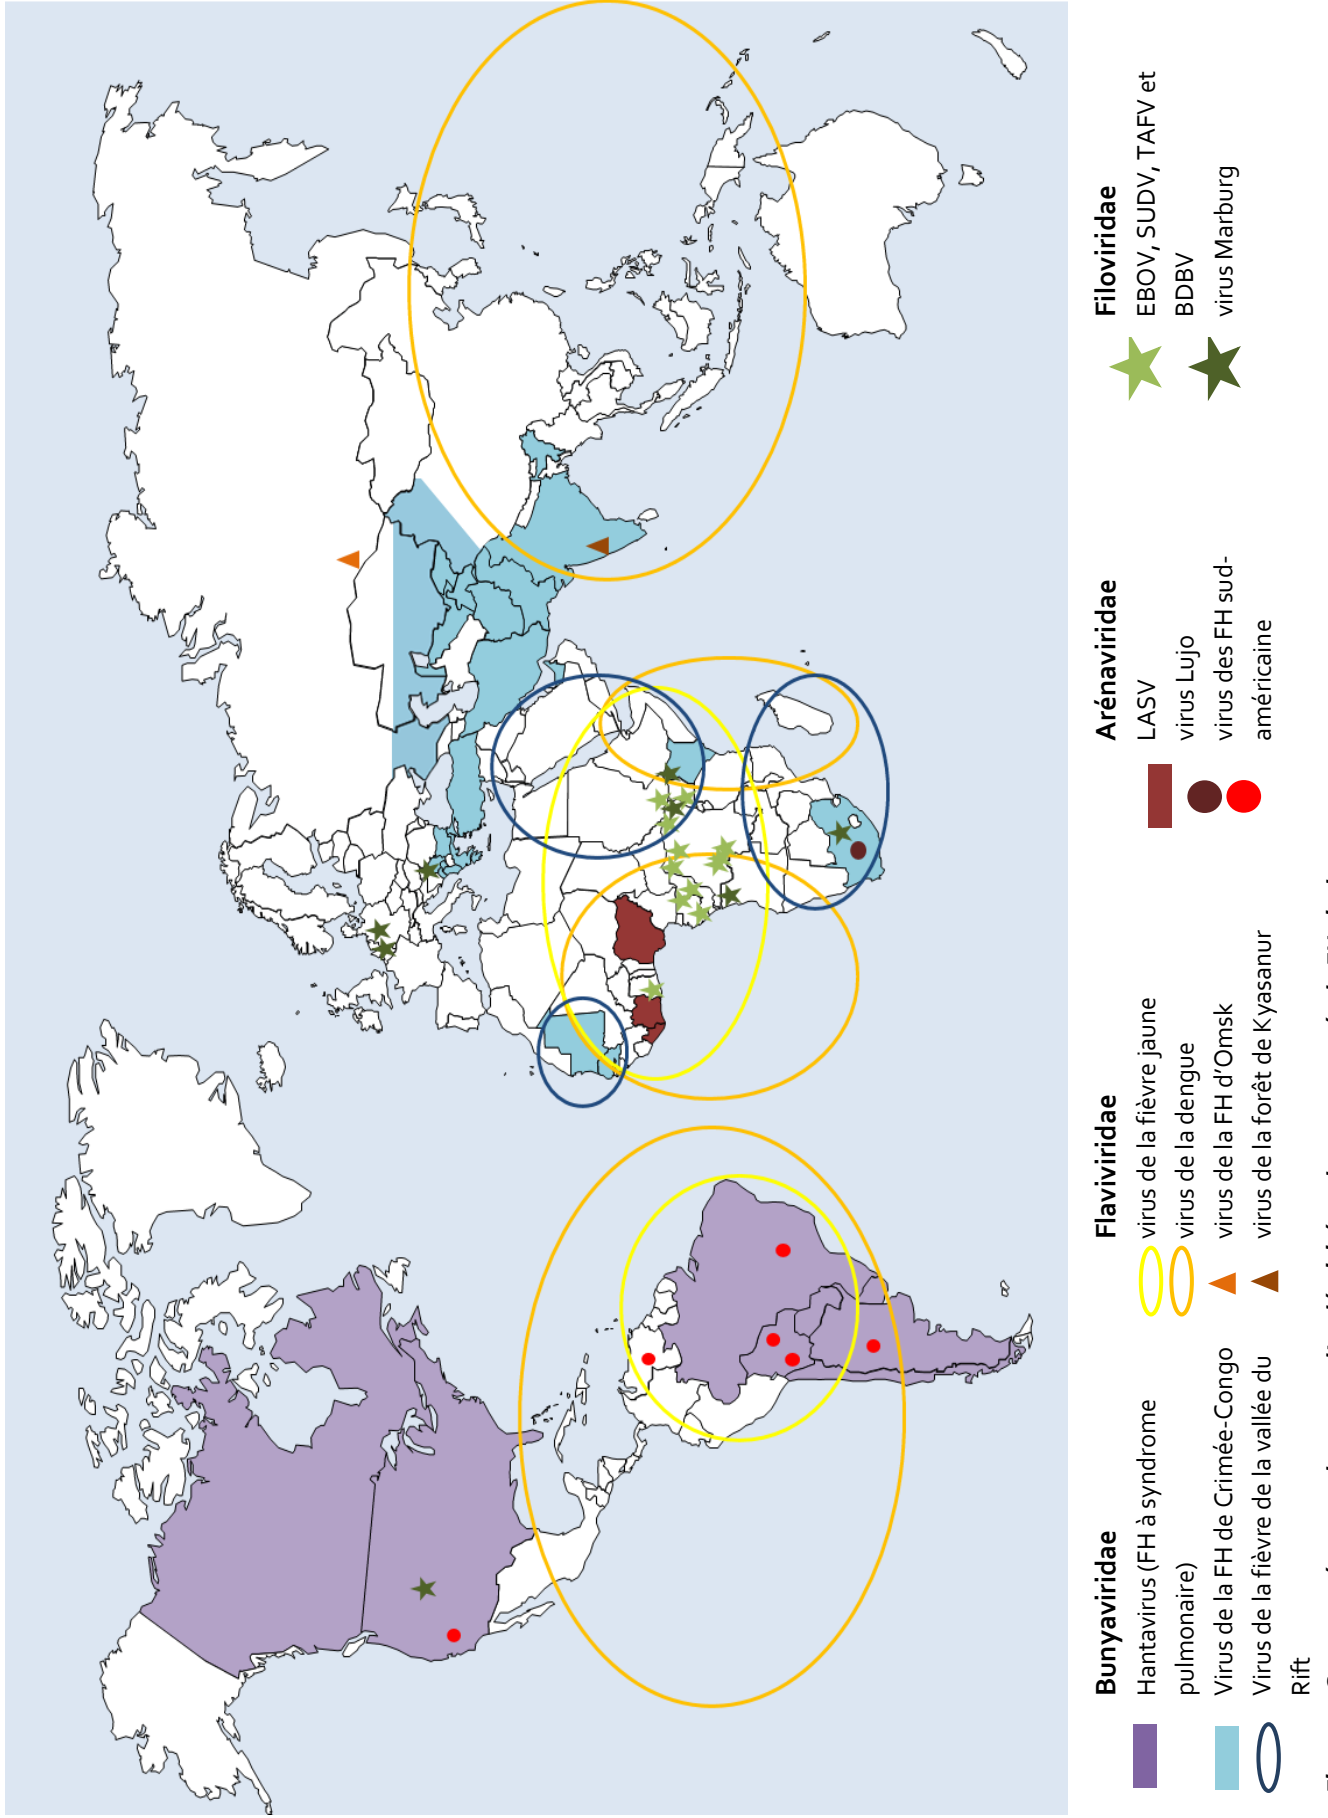 Bunyaviridae
Hantavirus (FH à syndrome
pulmonaire)
Virus de la FH de Crimée-Congo
Virus de la fièvre de la vallée du
Rift
Flaviviridae
virus de la fièvre jaune
virus de la dengue
virus de la FH d'Omsk
virus de la forêt de Kyasanur
Arénaviridae
LASV
virus Lujo
virus des FH sud-
américaine
Filoviridae
EBOV, SUDV, TAFV et
BDBV
virus Marburg